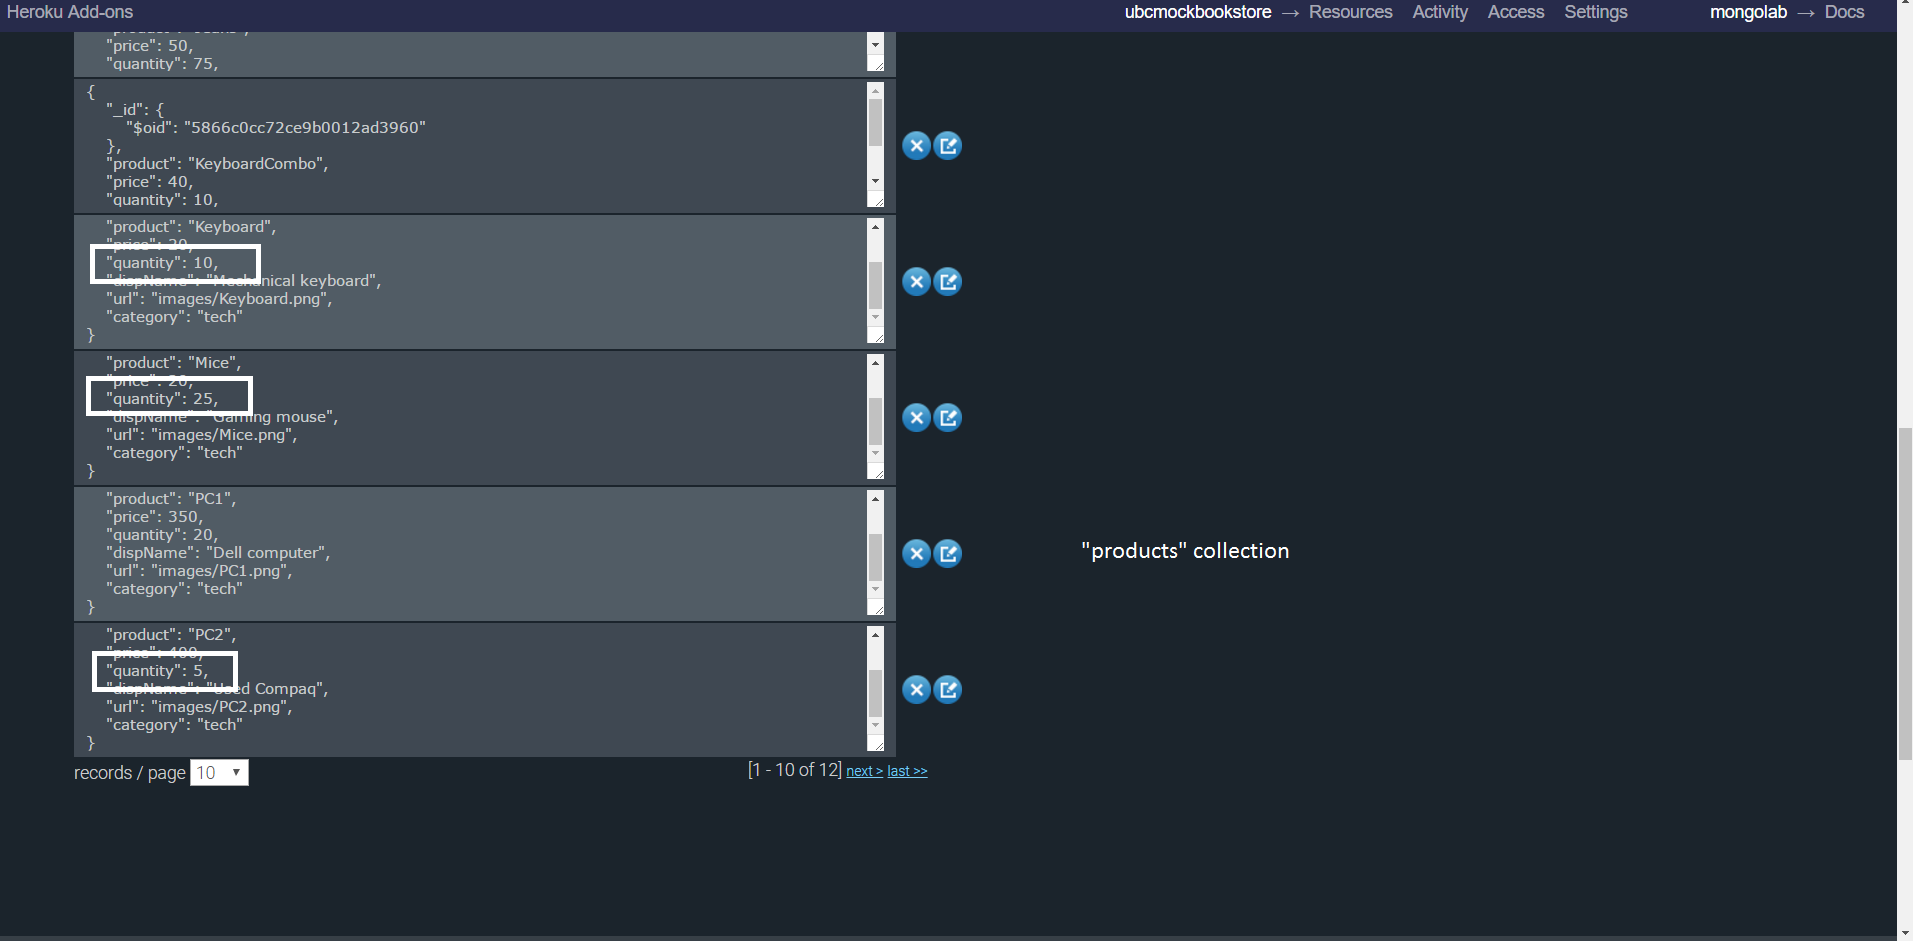 Heroku Add-ons
ubcmockbookstore → Resources Activity Access Settings mongolab → Docs
"price": 50,
"quantity": 75,
{
"_id": {
"$oid": "5866c0cc72ce9b0012ad3960"
},
"product": "KeyboardCombo",
"price": 40,
"quantity": 10,
"product": "Keyboard",
"price": 20,
"quantity": 10,
"dispName": "Mechanical keyboard",
"url": "images/Keyboard.png",
"category": "tech"
}
"product": "Mice",
"price": 20,
"quantity": 25,
"dispName": "Gaming mouse",
"url": "images/Mice.png",
"category": "tech"
}
"product": "PC1",
"price": 350,
"quantity": 20,
"dispName": "Dell computer",
"url": "images/PC1.png",
"category": "tech"
}
"products" collection
"product": "PC2",
"price": 400,
"quantity": 5,
"dispName": "Used Compaq",
"url": "images/PC2.png",
"category": "tech"
}
records / page 10
[1 - 10 of 12] next > last >>